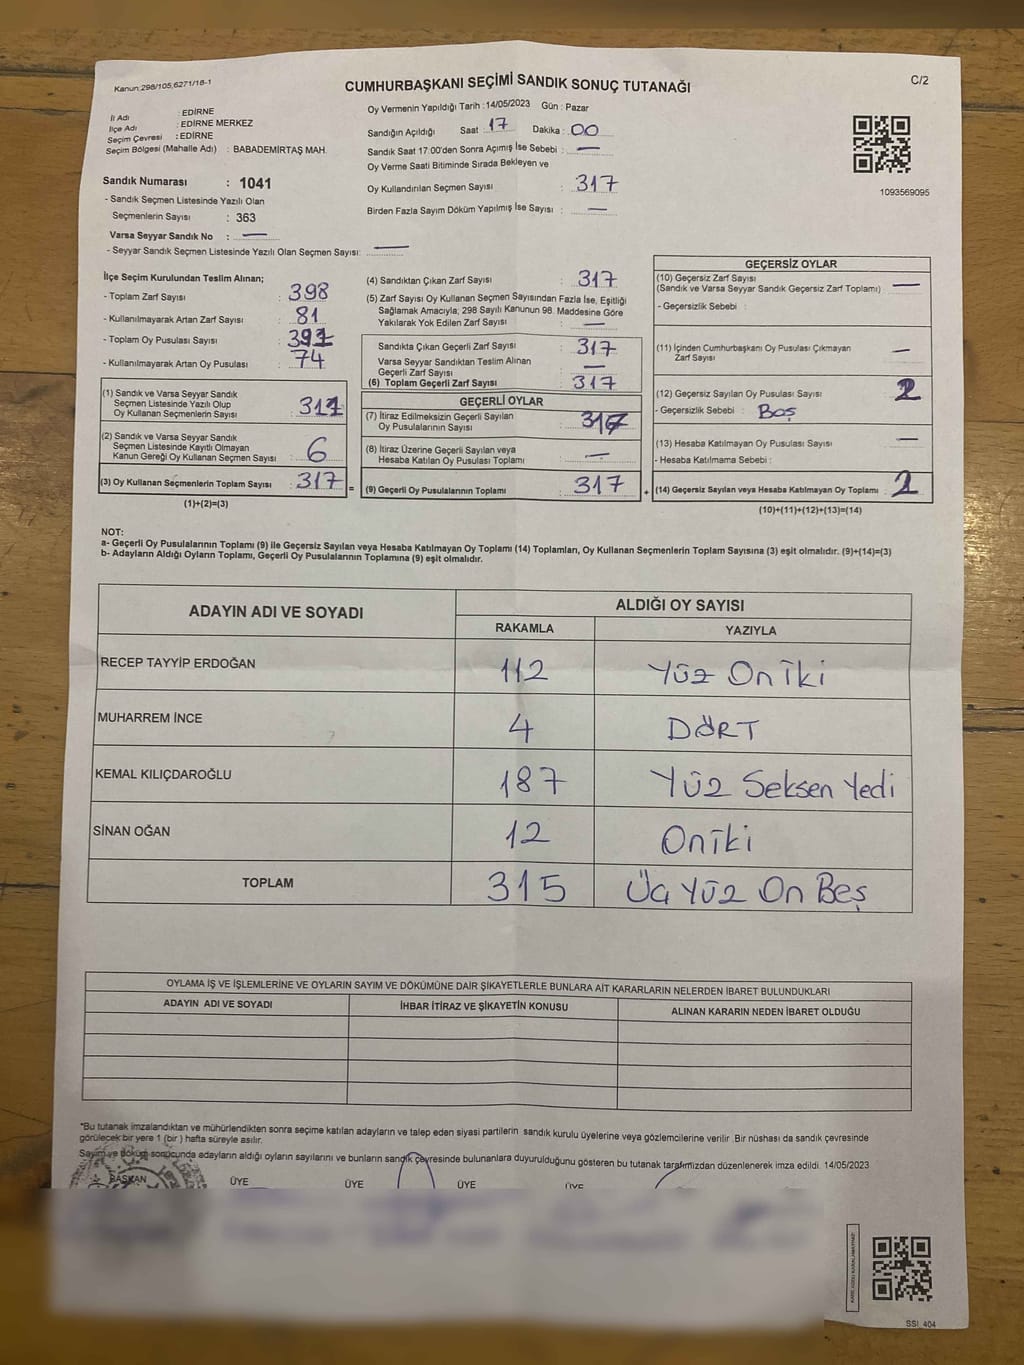 Kanun:298/105;6271/18-1
CUMHURBAŞKANI SEÇİMİ SANDIK SONUÇ TUTANAĞI
C/2
İl Adı : EDİRNE
İlçe Adı : EDİRNE MERKEZ
Seçim Çevresi : EDİRNE
Seçim Bölgesi (Mahalle Adı) : BABADEMİRTAŞ MAH.
Sandık Numarası : 1041
- Sandık Seçmen Listesinde Yazılı Olan
Seçmenlerin Sayısı : 363
Varsa Seyyar Sandık No : —
- Seyyar Sandık Seçmen Listesinde Yazılı Olan Seçmen Sayısı: —
Oy Vermenin Yapıldığı Tarih :14/05/2023 Gün : Pazar
Sandığın Açıldığı Saat : 17 Dakika : 00
Sandık Saat 17:00'den Sonra Açımış İse Sebebi : —
Oy Verme Saati Bitiminde Sırada Bekleyen ve
Oy Kullandırılan Seçmen Sayısı : 317
Birden Fazla Sayım Döküm Yapılmış İse Sayısı : —
1093569095
İlçe Seçim Kurulundan Teslim Alınan;
- Toplam Zarf Sayısı : 398
- Kullanılmayarak Artan Zarf Sayısı : 81
- Toplam Oy Pusulası Sayısı : 391
- Kullanılmayarak Artan Oy Pusulası : 74
(1) Sandık ve Varsa Seyyar Sandık
Seçmen Listesinde Yazılı Olup
Oy Kullanan Seçmenlerin Sayısı : 311
(2) Sandık ve Varsa Seyyar Sandık
Seçmen Listesinde Kayıtlı Olmayan
Kanun Gereği Oy Kullanan Seçmen Sayısı : 6
(3) Oy Kullanan Seçmenlerin Toplam Sayısı : 317 =
(1)+(2)=(3)
(4) Sandıktan Çıkan Zarf Sayısı : 317
(5) Zarf Sayısı Oy Kullanan Seçmen Sayısından Fazla İse, Eşitliği
Sağlamak Amacıyla; 298 Sayılı Kanunun 98. Maddesine Göre
Yakılarak Yok Edilen Zarf Sayısı : —
Sandıkta Çıkan Geçerli Zarf Sayısı : 317
Varsa Seyyar Sandıktan Teslim Alınan
Geçerli Zarf Sayısı : —
(6) Toplam Geçerli Zarf Sayısı : 317
GEÇERLİ OYLAR
(7) İtiraz Edilmeksizin Geçerli Sayılan
Oy Pusulalarının Sayısı :
(8) İtiraz Üzerine Geçerli Sayılan veya
Hesaba Katılan Oy Pusulası Toplamı : —
(9) Geçerli Oy Pusulalarının Toplamı : 317 +
GEÇERSİZ OYLAR
(10) Geçersiz Zarf Sayısı
(Sandık ve Varsa Seyyar Sandık Geçersiz Zarf Toplamı) : —
- Geçersizlik Sebebi :
(11) İçinden Cumhurbaşkanı Oy Pusulası Çıkmayan
Zarf Sayısı : —
(12) Geçersiz Sayılan Oy Pusulası Sayısı : 2
- Geçersizlik Sebebi : Boş
(13) Hesaba Katılmayan Oy Pusulası Sayısı : —
- Hesaba Katılmama Sebebi :
(14) Geçersiz Sayılan veya Hesaba Katılmayan Oy Toplamı : 2
(10)+(11)+(12)+(13)=(14)
NOT:
a- Geçerli Oy Pusulalarının Toplamı (9) ile Geçersiz Sayılan veya Hesaba Katılmayan Oy Toplamı (14) Toplamları, Oy Kullanan Seçmenlerin Toplam Sayısına (3) eşit olmalıdır. (9)+(14)=(3)
b- Adayların Aldığı Oyların Toplamı, Geçerli Oy Pusulalarının Toplamına (9) eşit olmalıdır.
ADAYIN ADI VE SOYADI ALDIĞI OY SAYISI
RAKAMLA YAZIYLA
RECEP TAYYİP ERDOĞAN 112 Yüz Oniki
MUHARREM İNCE 4 DÖRT
KEMAL KILIÇDAROĞLU 187 Yüz Seksen Yedi
SİNAN OĞAN 12 Oniki
TOPLAM 315 Üç Yüz On Beş
OYLAMA İŞ VE İŞLEMLERİNE VE OYLARIN SAYIM VE DÖKÜMÜNE DAİR ŞİKAYETLERLE BUNLARA AİT KARARLARIN NELERDEN İBARET BULUNDUKLARI
ADAYIN ADI VE SOYADI İHBAR İTİRAZ VE ŞİKAYETİN KONUSU ALINAN KARARIN NEDEN İBARET OLDUĞU
*Bu tutanak imzalandıktan ve mühürlendikten sonra seçime katılan adayların ve talep eden siyasi partilerin sandık kurulu üyelerine veya gözlemcilerine verilir .Bir nüshası da sandık çevresinde
görülecek bir yere 1 (bir ) hafta süreyle asılır.
Sayım ve döküm sonucunda adayların aldığı oyların sayılarını ve bunların sandık çevresinde bulunanlara duyurulduğunu gösteren bu tutanak tarafımızdan düzenlenerek imza edildi. 14/05/2023
BAŞKAN ÜYE ÜYE ÜYE ÜYE
SSİ_404